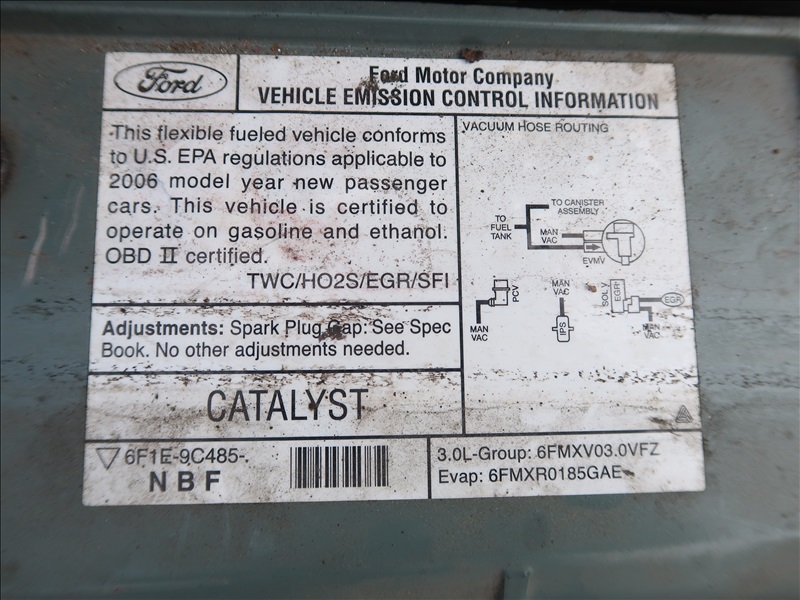 Ford
Ford Motor Company
VEHICLE EMISSION CONTROL INFORMATION
This flexible fueled vehicle conforms
to U.S. EPA regulations applicable to
2006 model year new passenger
cars. This vehicle is certified to
operate on gasoline and ethanol.
OBD II certified.
TWC/HO2S/EGR/SFI
Adjustments: Spark Plug Gap: See Spec
Book. No other adjustments needed.
CATALYST
6F1E-9C485-
NBF
VACUUM HOSE ROUTING
TO CANISTER
ASSEMBLY
TO
FUEL
TANK
MAN
VAC
EVMV
PCV
MAN
VAC
MAN
VAC
IPS
SOLV
EGR
EGR
MAN
VAC
3.0L-Group: 6FMXV03.0VFZ
Evap: 6FMXR0185GAE